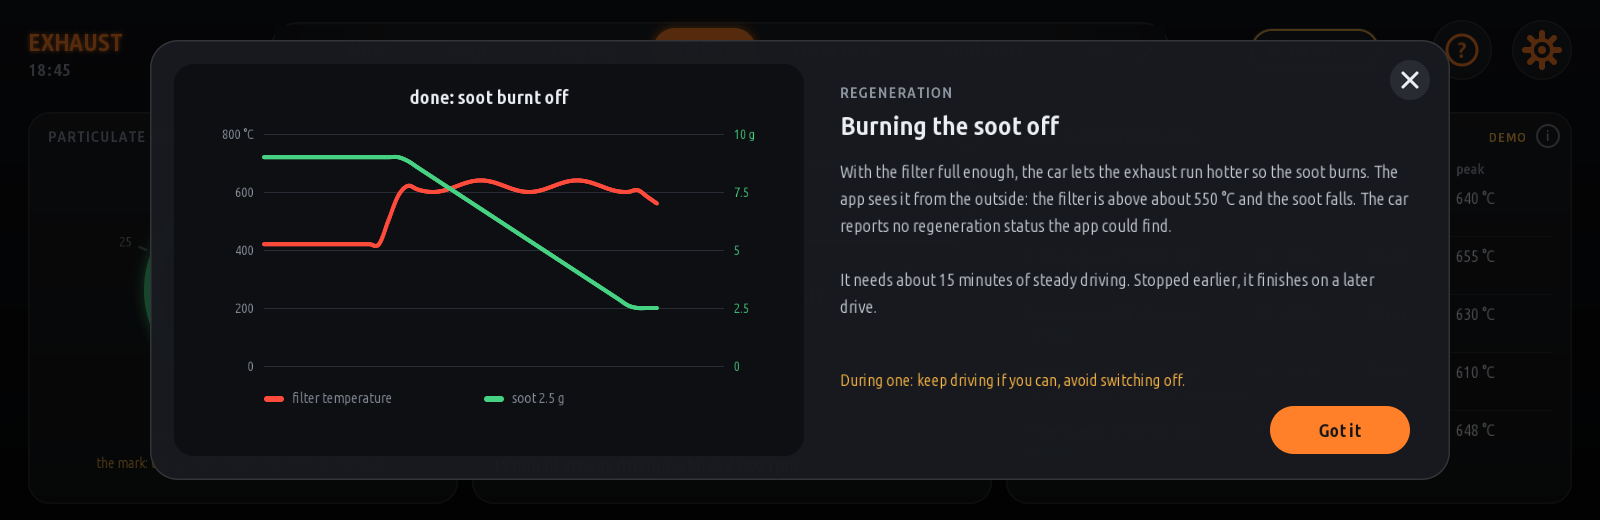 EXHAUST
18:45
?
PARTICULATE
25
the mark:
done: soot burnt off
800 °C
600
400
200
0
10 g
7.5
5
2.5
0
filter temperature
soot 2.5 g
REGENERATION
Burning the soot off
With the filter full enough, the car lets the exhaust run hotter so the soot burns. The
app sees it from the outside: the filter is above about 550 °C and the soot falls. The car
reports no regeneration status the app could find.
It needs about 15 minutes of steady driving. Stopped earlier, it finishes on a later
drive.
During one: keep driving if you can, avoid switching off.
Got it
DEMO
i
peak
640 °C
655 °C
630 °C
610 °C
648 °C